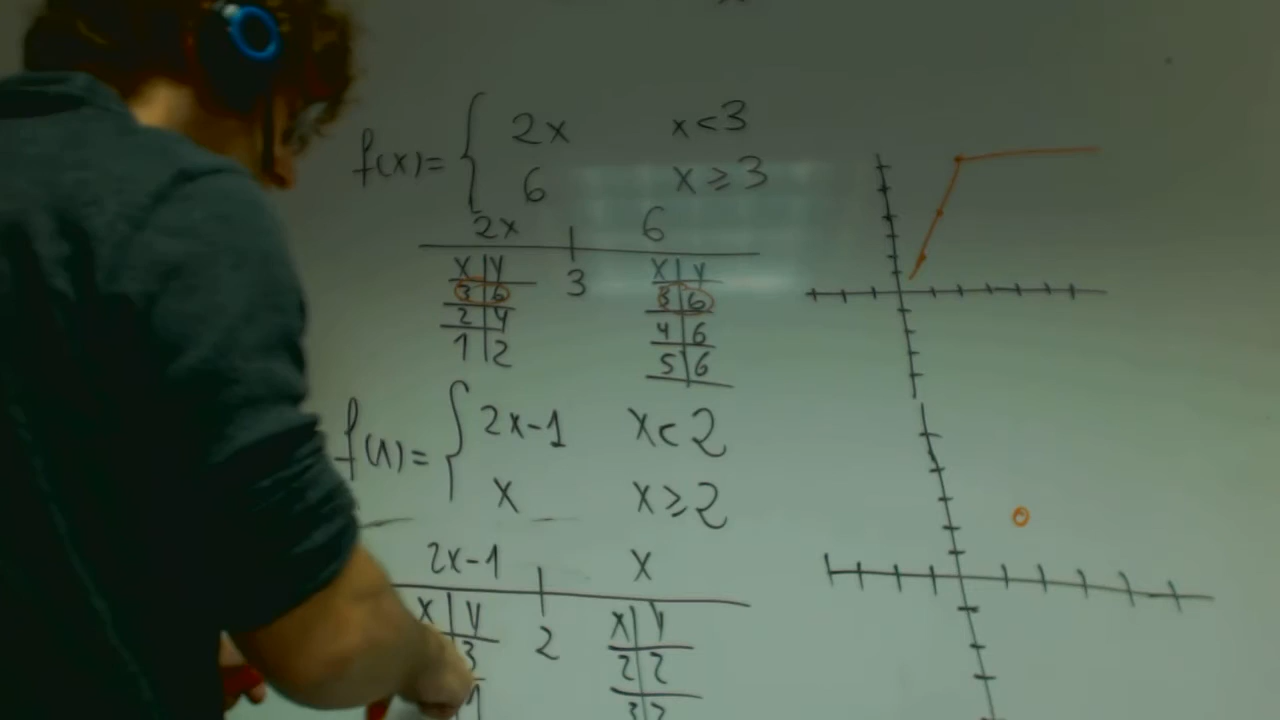 f(x)= { 2x x<3
6 x≥3
2x | 6
x|y 3 x|y
3|6 3|6
2|4 4|6
1|2 5|6
f(x)= { 2x-1 x<2
x x≥2
2x-1 | x
x|y 2 x|y
3 2|2
1 3